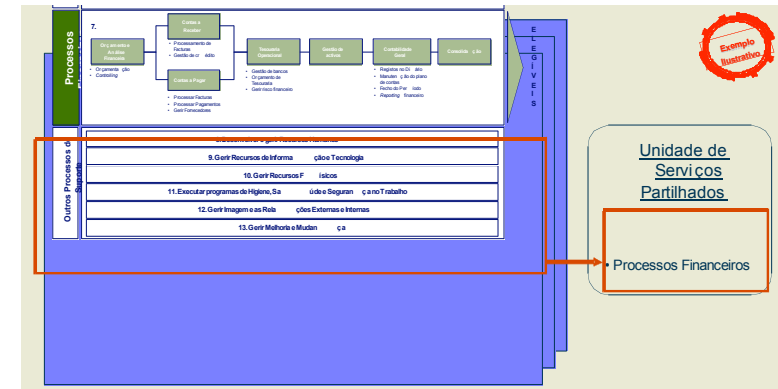 7.
Processos
Orçamento e
Análise
Financeira
• Orçamentação
• Controlling
Contas a
Receber
• Processamento de
Facturas
• Gestão de crédito
Contas a Pagar
• Processar Facturas
• Processar Pagamentos
• Gerir Fornecedores
Tesouraria
Operacional
• Gestão de bancos
• Orçamento de
Tesouraria
• Gerir risco financeiro
Gestão de
activos
Contabilidade
Geral
• Registos no Diário
• Manutenção do plano
de contas
• Fecho do Período
• Reporting financeiro
Consolidação
ELEGIVEIS
Exemplo
Ilustrativo
Outros Processos de
Suporte
9. Gerir Recursos de Informação e Tecnologia
10. Gerir Recursos Físicos
11. Executar programas de Higiene, Saúde e Segurança no Trabalho
12. Gerir Imagem e as Relações Externas e Internas
13. Gerir Melhoria e Mudança
Unidade de
Serviços
Partilhados
• Processos Financeiros